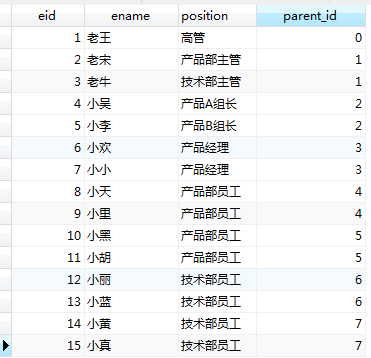 eid ename position parent_id
1 老王 高管 0
2 老宋 产品部主管 1
3 老牛 技术部主管 1
4 小吴 产品A组长 2
5 小李 产品B组长 2
6 小欢 产品经理 3
7 小小 产品经理 3
8 小天 产品部员工 4
9 小里 产品部员工 4
10 小黑 产品部员工 5
11 小胡 产品部员工 5
12 小丽 技术部员工 6
13 小蓝 技术部员工 6
14 小黄 技术部员工 7
15 小真 技术部员工 7